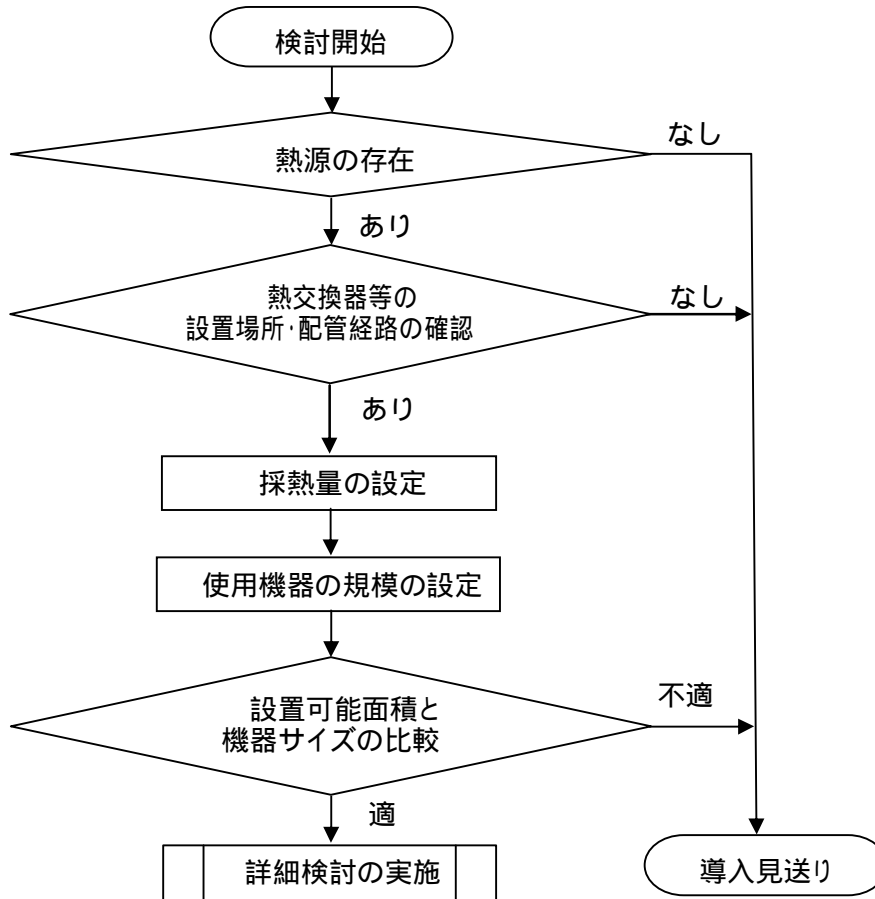 検討開始
熱源の存在
なし
あり
熱交換器等の
設置場所・配管経路の確認
なし
あり
採熱量の設定
使用機器の規模の設定
設置可能面積と
機器サイズの比較
不適
適
詳細検討の実施
導入見送り